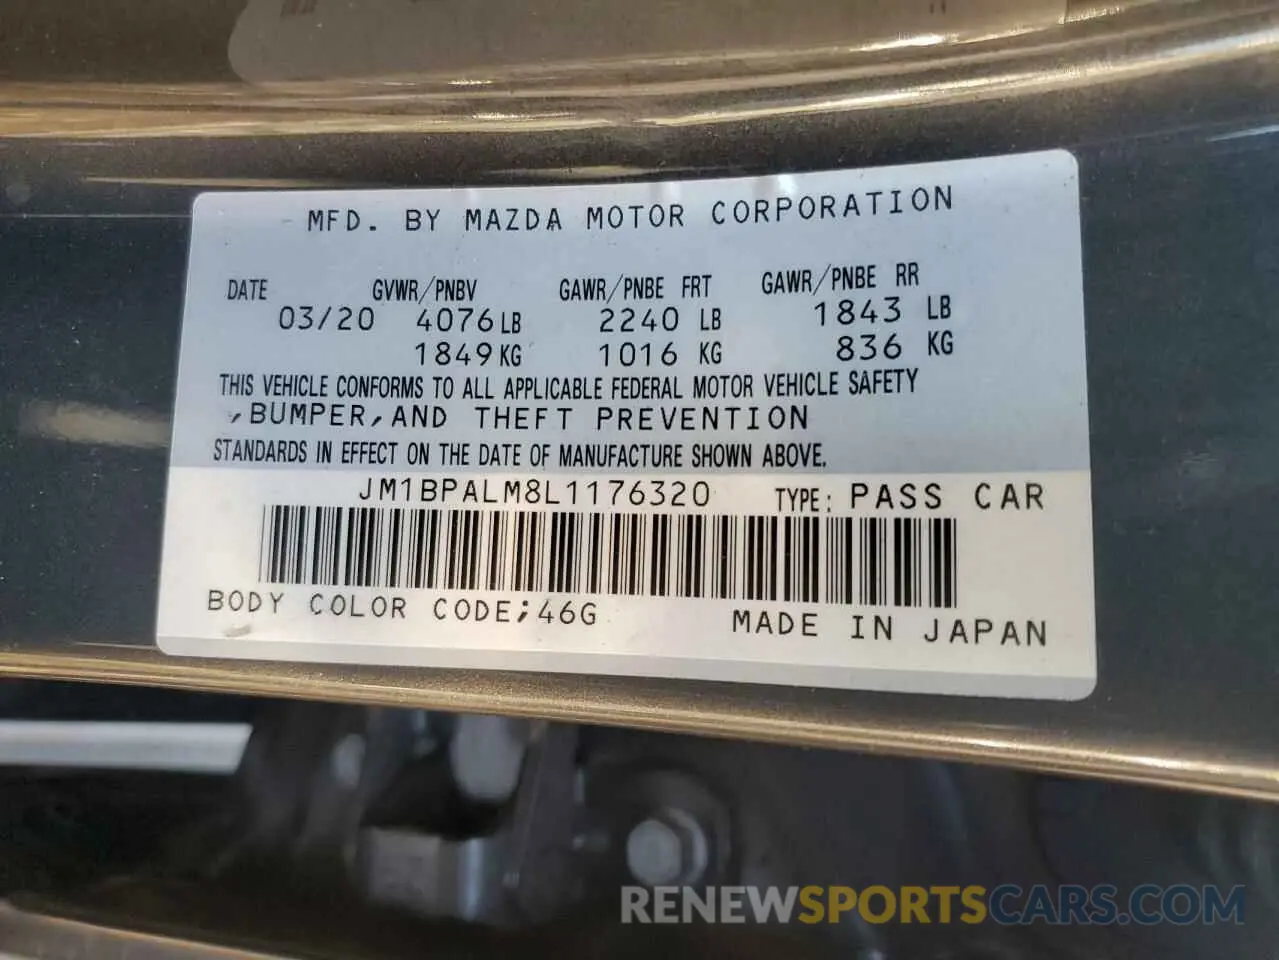 MFD. BY MAZDA MOTOR CORPORATION
DATE GVWR/PNBV GAWR/PNBE FRT GAWR/PNBE RR
03/20 4076LB 2240 LB 1843 LB
1849KG 1016 KG 836 KG
THIS VEHICLE CONFORMS TO ALL APPLICABLE FEDERAL MOTOR VEHICLE SAFETY
,BUMPER,AND THEFT PREVENTION
STANDARDS IN EFFECT ON THE DATE OF MANUFACTURE SHOWN ABOVE.
JM1BPALM8L1176320 TYPE: PASS CAR
BODY COLOR CODE;46G MADE IN JAPAN
RENEWSPORTSCARS.COM